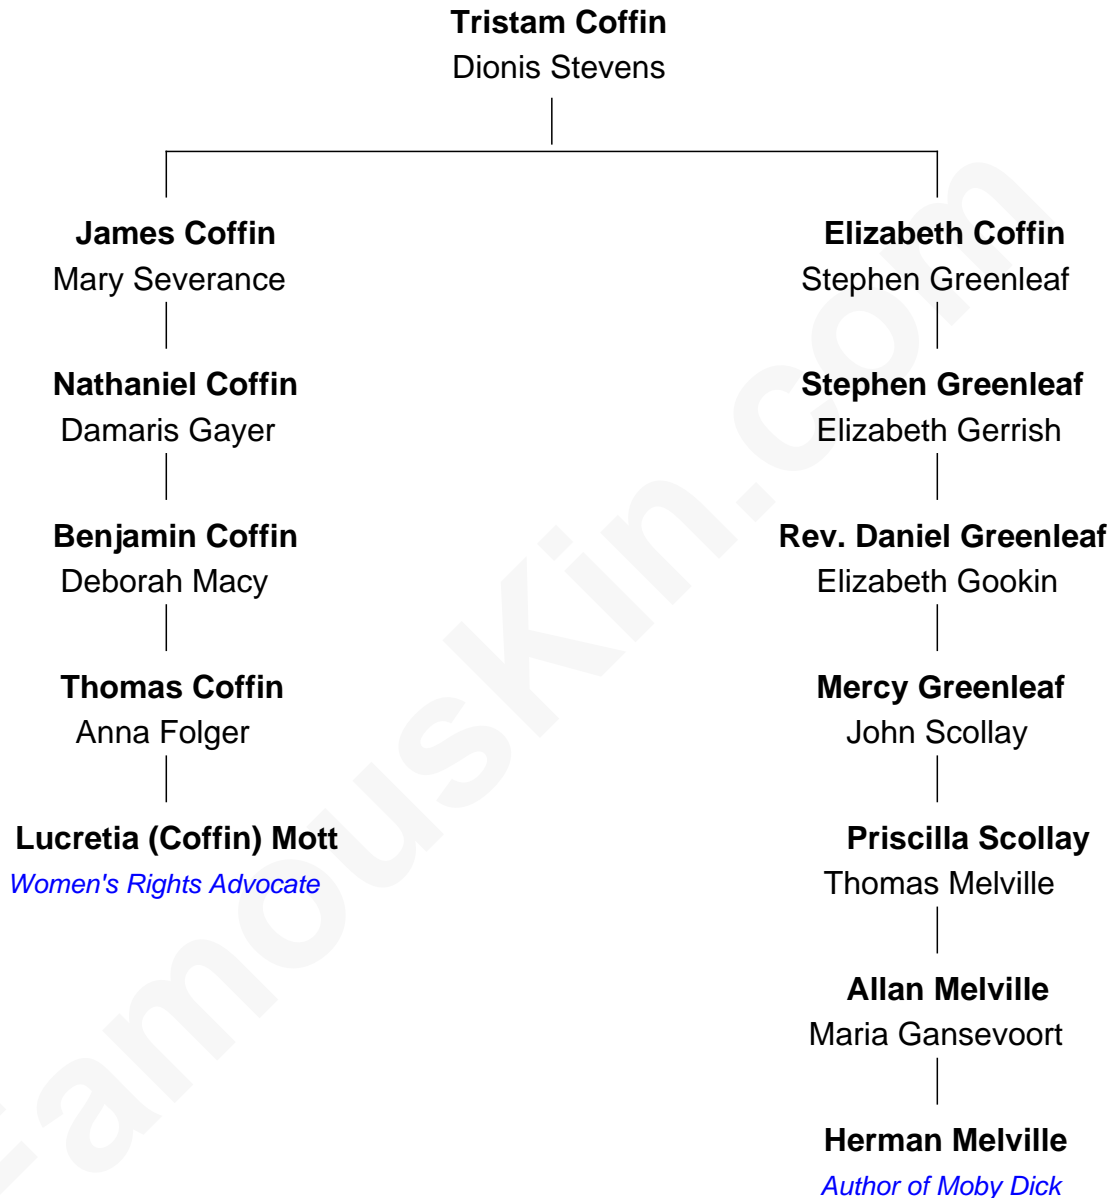 Tristam Coffin
Dionis Stevens
James Coffin
Mary Severance
Nathaniel Coffin
Damaris Gayer
Benjamin Coffin
Deborah Macy
Thomas Coffin
Anna Folger
Lucretia (Coffin) Mott
Women's Rights Advocate
Elizabeth Coffin
Stephen Greenleaf
Stephen Greenleaf
Elizabeth Gerrish
Rev. Daniel Greenleaf
Elizabeth Gookin
Mercy Greenleaf
John Scollay
Priscilla Scollay
Thomas Melville
Allan Melville
Maria Gansevoort
Herman Melville
Author of Moby Dick
FamousKin.com